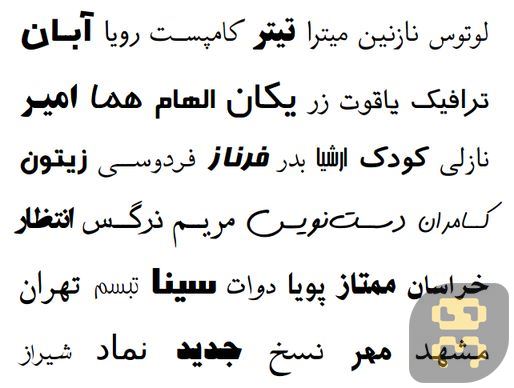 لوتوس نازنین میترا تیتر کامپست رویا آبان
ترافیک یاقوت زر یکان الهام هما امیر
نازلی کودک ارشیا بدر فرناز فردوسی زیتون
کامران دست‌نویس مریم نرگس انتظار
خراسان ممتاز پویا دوات سینا تبسم تهران
مشهد مهر نسخ جدید نماد شیراز